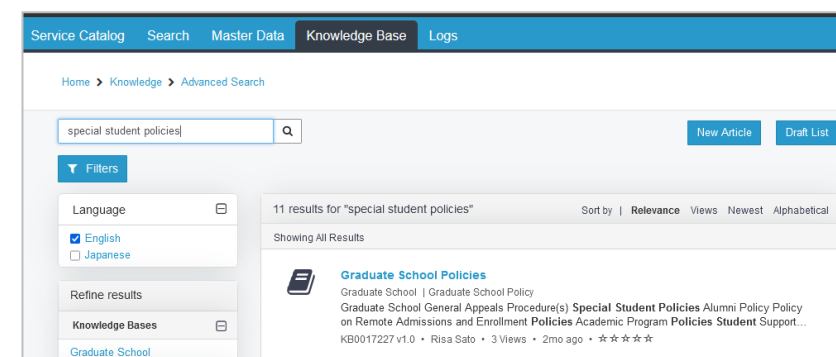 Service Catalog Search Master Data Knowledge Base Logs
Home > Knowledge > Advanced Search
special student policies
New Article Draft List
Filters
Language
English
Japanese
Refine results
Knowledge Bases
Graduate School
11 results for "special student policies" Sort by | Relevance Views Newest Alphabetical
Showing All Results
Graduate School Policies
Graduate School | Graduate School Policy
Graduate School General Appeals Procedure(s) Special Student Policies Alumni Policy Policy
on Remote Admissions and Enrollment Policies Academic Program Policies Student Support...
KB0017227 v1.0 • Risa Sato • 3 Views • 2mo ago • ☆☆☆☆☆